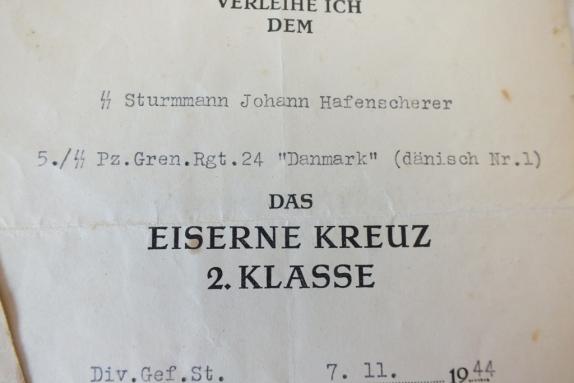 VERLEIHE ICH
DEM
ᛋᛋ Sturmmann Johann Hafenscherer
5./ᛋᛋ Pz.Gren.Rgt.24 "Danmark" (dänisch Nr.1)
DAS
EISERNE KREUZ
2. KLASSE
Div.Gef.St. 7. 11. 1944